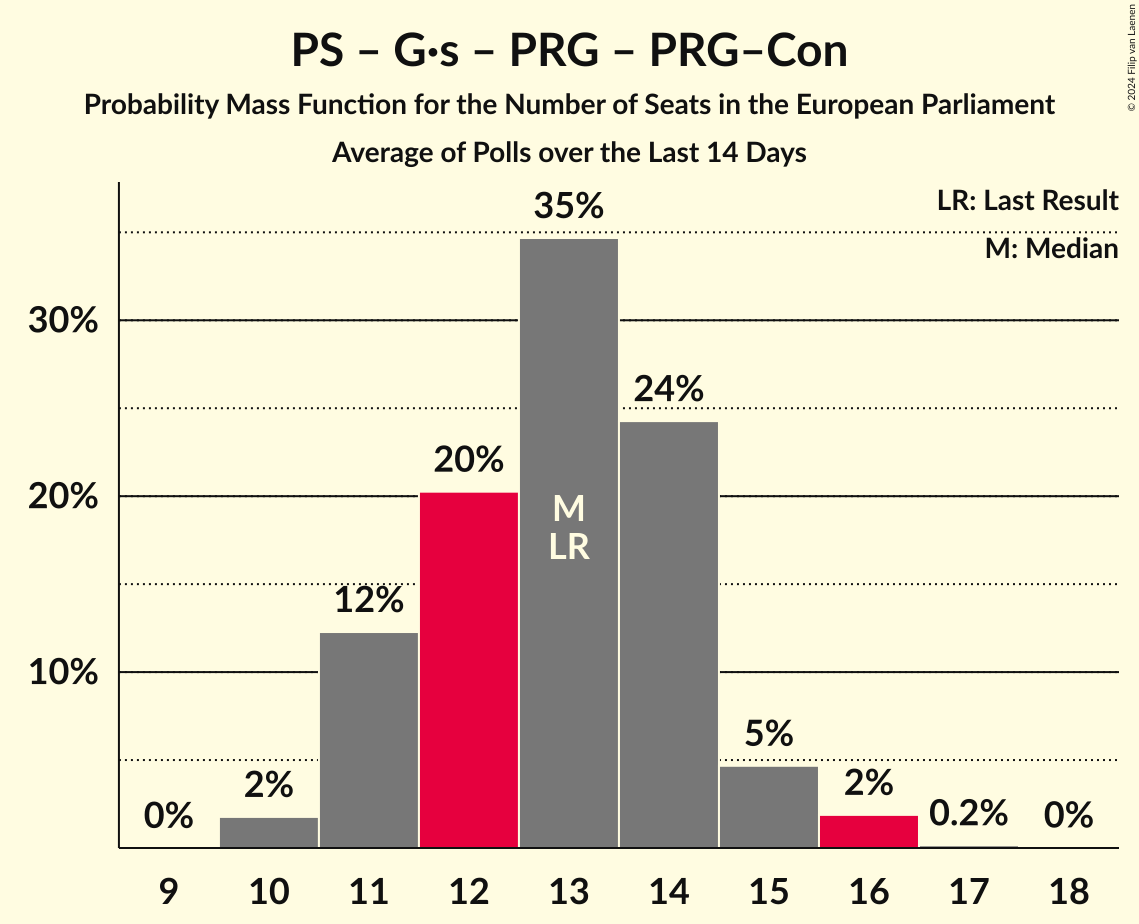 PS – G·s – PRG – PRG–Con
Probability Mass Function for the Number of Seats in the European Parliament
Average of Polls over the Last 14 Days
© 2024 Filip van Laenen
LR: Last Result
M: Median
35%
30%
24%
20%
20%
M
LR
12%
10%
5%
2%
2%
0%
0.2%
0%
9 10 11 12 13 14 15 16 17 18